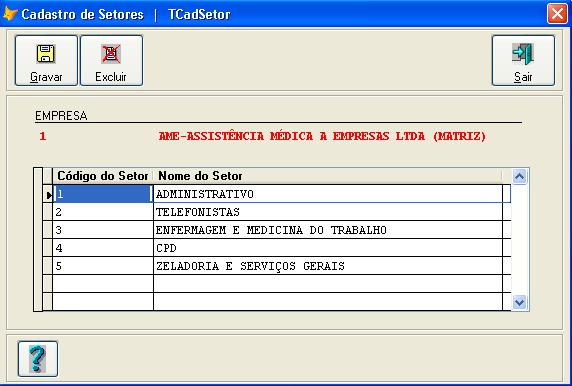 Cadastro de Setores | TCadSetor
Gravar Excluir Sair
EMPRESA
1 AME-ASSISTÊNCIA MÉDICA A EMPRESAS LTDA (MATRIZ)
Código do Setor Nome do Setor
1 ADMINISTRATIVO
2 TELEFONISTAS
3 ENFERMAGEM E MEDICINA DO TRABALHO
4 CPD
5 ZELADORIA E SERVIÇOS GERAIS